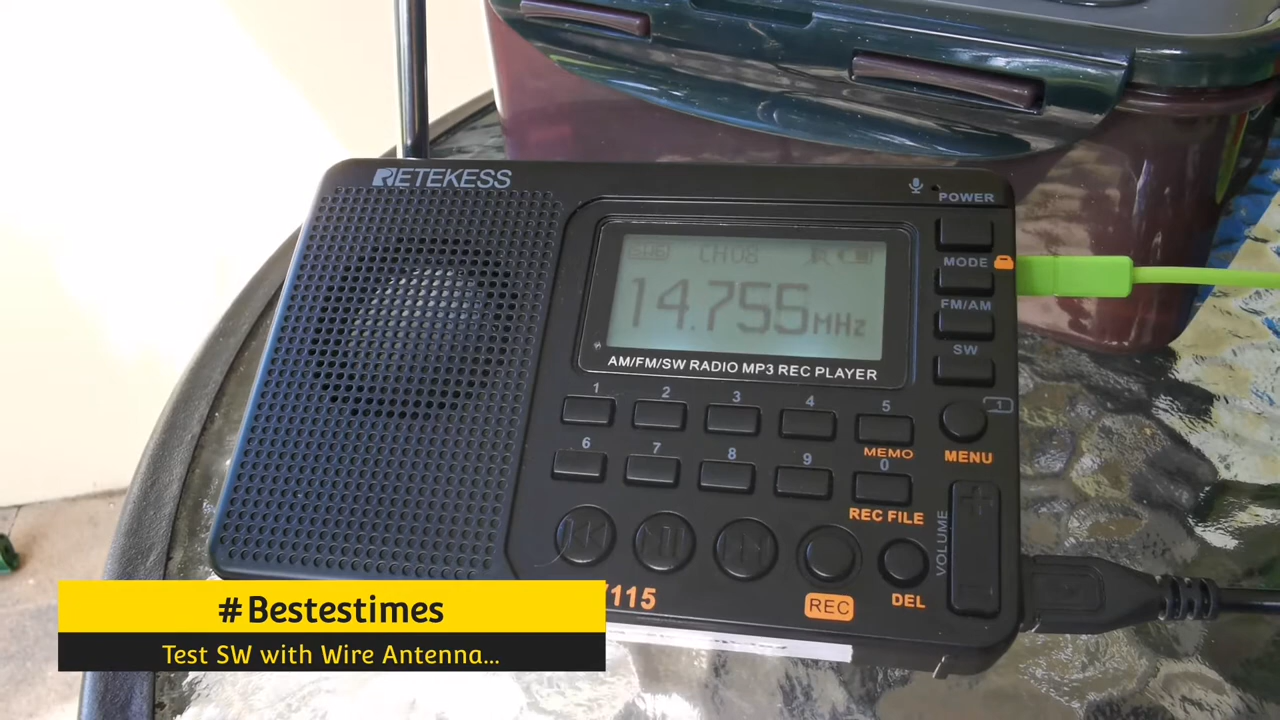 RETEKESS
POWER
MODE
FM/AM
SW
CH08
14.755MHz
AM/FM/SW RADIO MP3 REC PLAYER
1 2 3 4 5
MEMO
MENU
1
6 7 8 9 0
REC FILE
VOLUME
+
-
115
REC
DEL
#Bestestimes
Test SW with Wire Antenna...